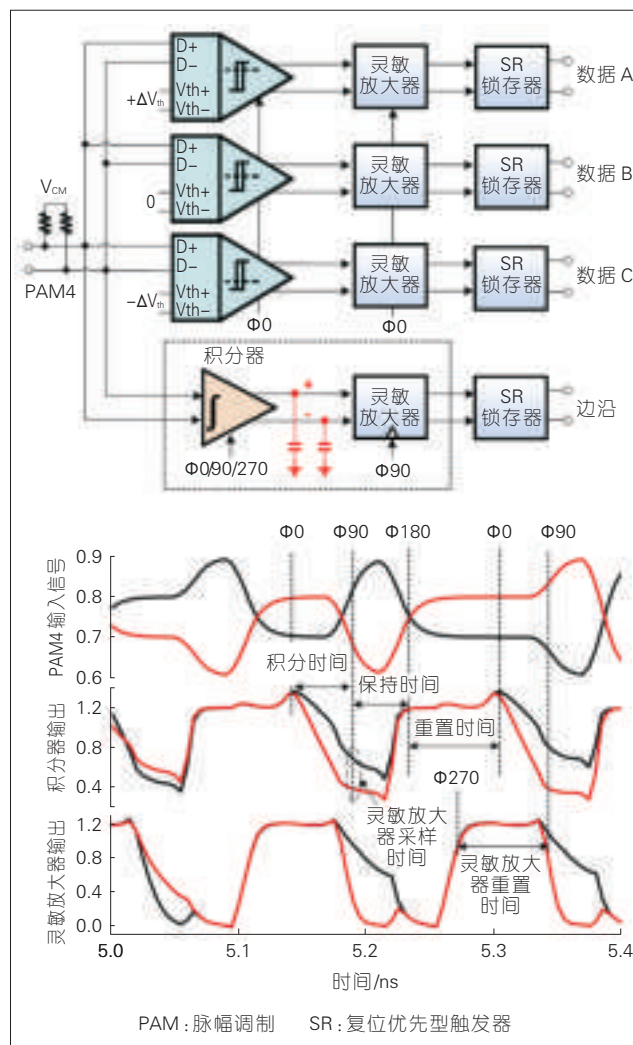 D+
D−
+ΔVth
Vth+
Vth−
灵敏
放大器
SR
锁存器
数据 A
D+
D−
0
Vth+
Vth−
灵敏
放大器
SR
锁存器
数据 B
VCM
PAM4
D+
D−
−ΔVth
Vth+
Vth−
灵敏
放大器
SR
锁存器
数据 C
Φ0
Φ0
积分器
+
-
灵敏
放大器
SR
锁存器
边沿
Φ0/90/270
Φ90
Φ0
Φ90
Φ180
Φ0
Φ90
PAM4 输入信号
0.9
0.8
0.7
0.6
积分时间
保持时间
积分器输出
1.2
0.8
0.4
重置时间
Φ270
灵敏放大
器采样
时间
灵敏放大
器重置
时间
灵敏放大器输出
1.2
0.8
0.4
0.0
5.0
5.1
5.2
5.3
5.4
时间/ns
PAM：脉幅调制 SR：复位优先型触发器